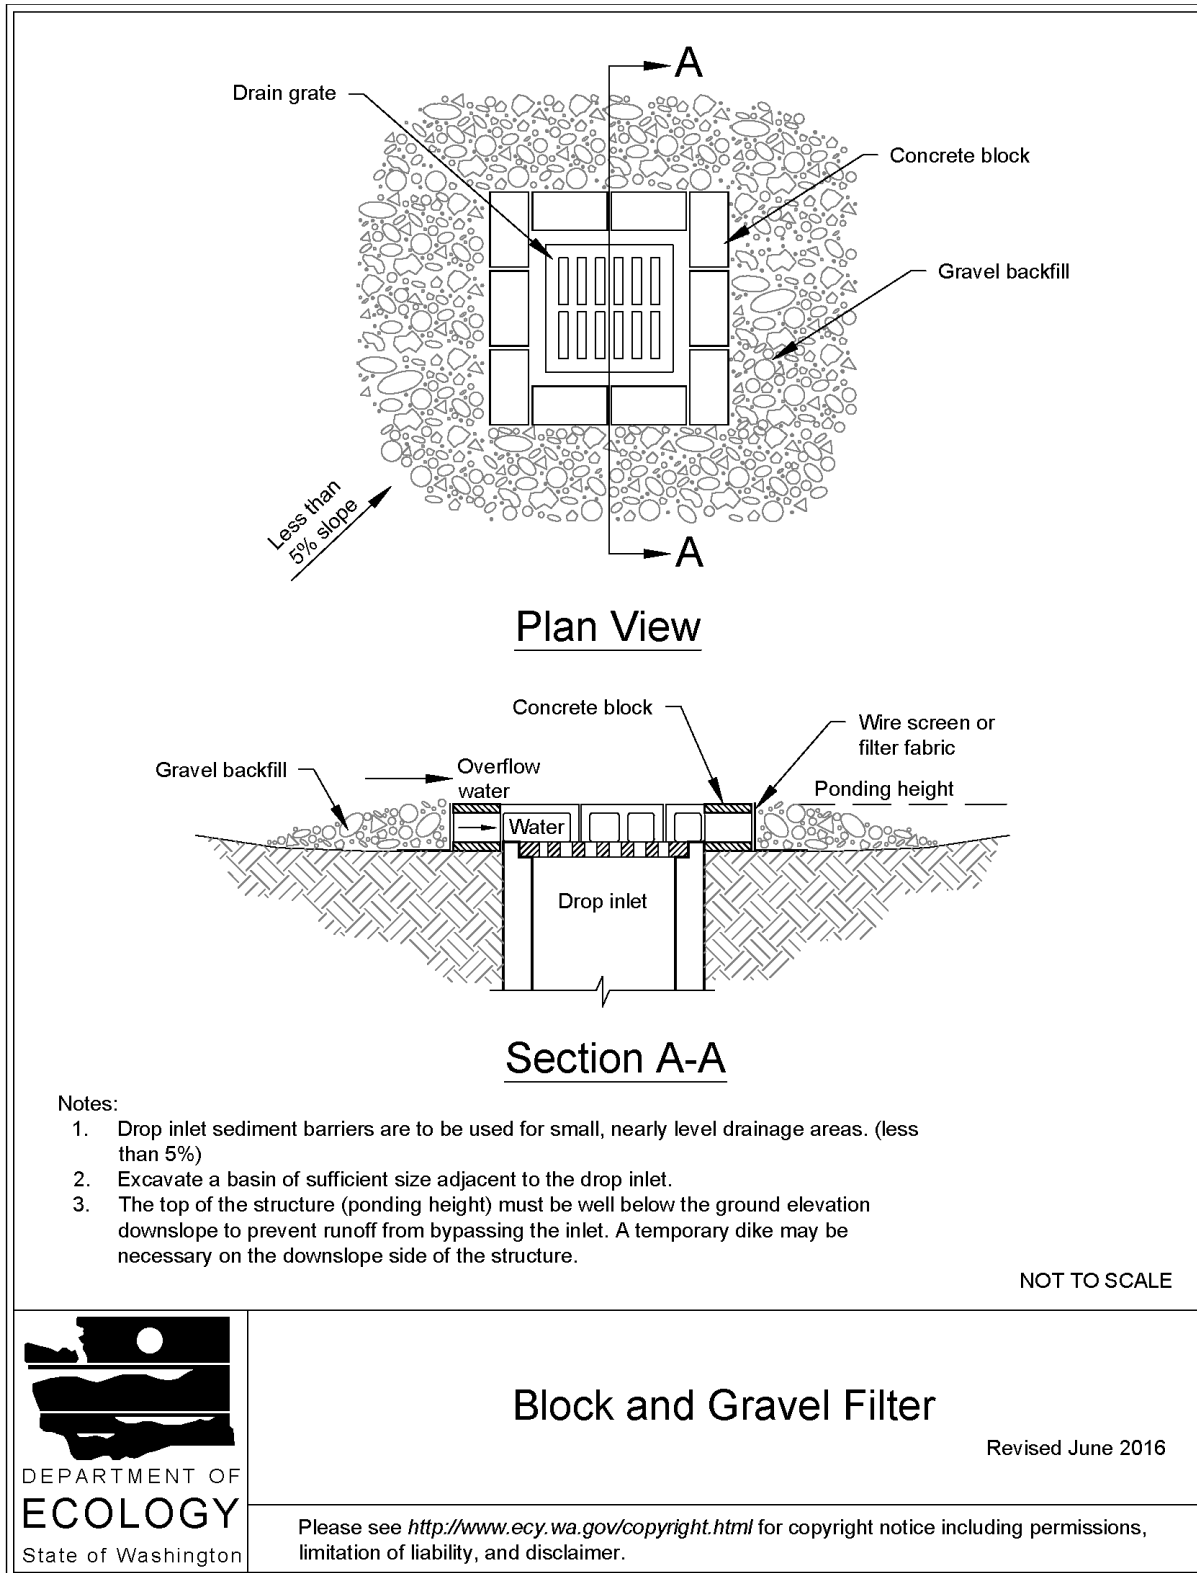 A
Drain grate
Concrete block
Gravel backfill
Less than
5% slope
A
Plan View
Concrete block
Wire screen or
filter fabric
Gravel backfill
Overflow
water
Ponding height
Water
Drop inlet
Section A-A
Notes:
1. Drop inlet sediment barriers are to be used for small, nearly level drainage areas. (less
than 5%)
2. Excavate a basin of sufficient size adjacent to the drop inlet.
3. The top of the structure (ponding height) must be well below the ground elevation
downslope to prevent runoff from bypassing the inlet. A temporary dike may be
necessary on the downslope side of the structure.
NOT TO SCALE
Block and Gravel Filter
Revised June 2016
DEPARTMENT OF
ECOLOGY
State of Washington
Please see http://www.ecy.wa.gov/copyright.html for copyright notice including permissions,
limitation of liability, and disclaimer.